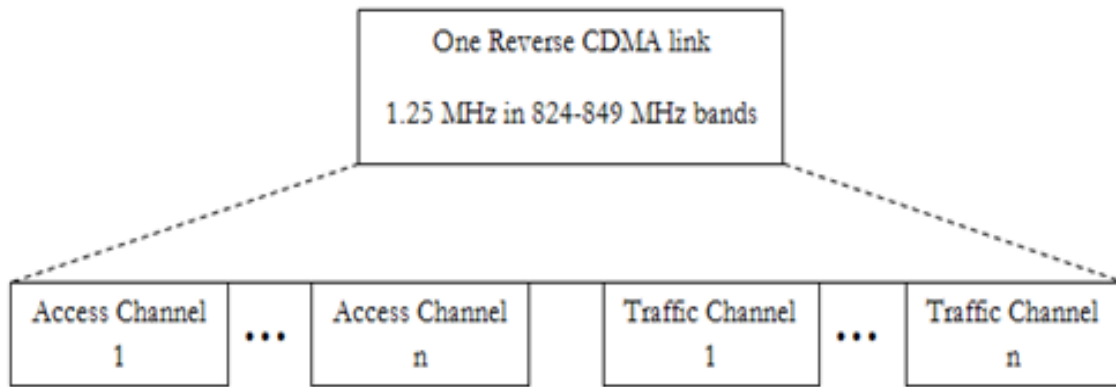 One Reverse CDMA link
1.25 MHz in 824-849 MHz bands
Access Channel
1
•••
Access Channel
n
Traffic Channel
1
•••
Traffic Channel
n